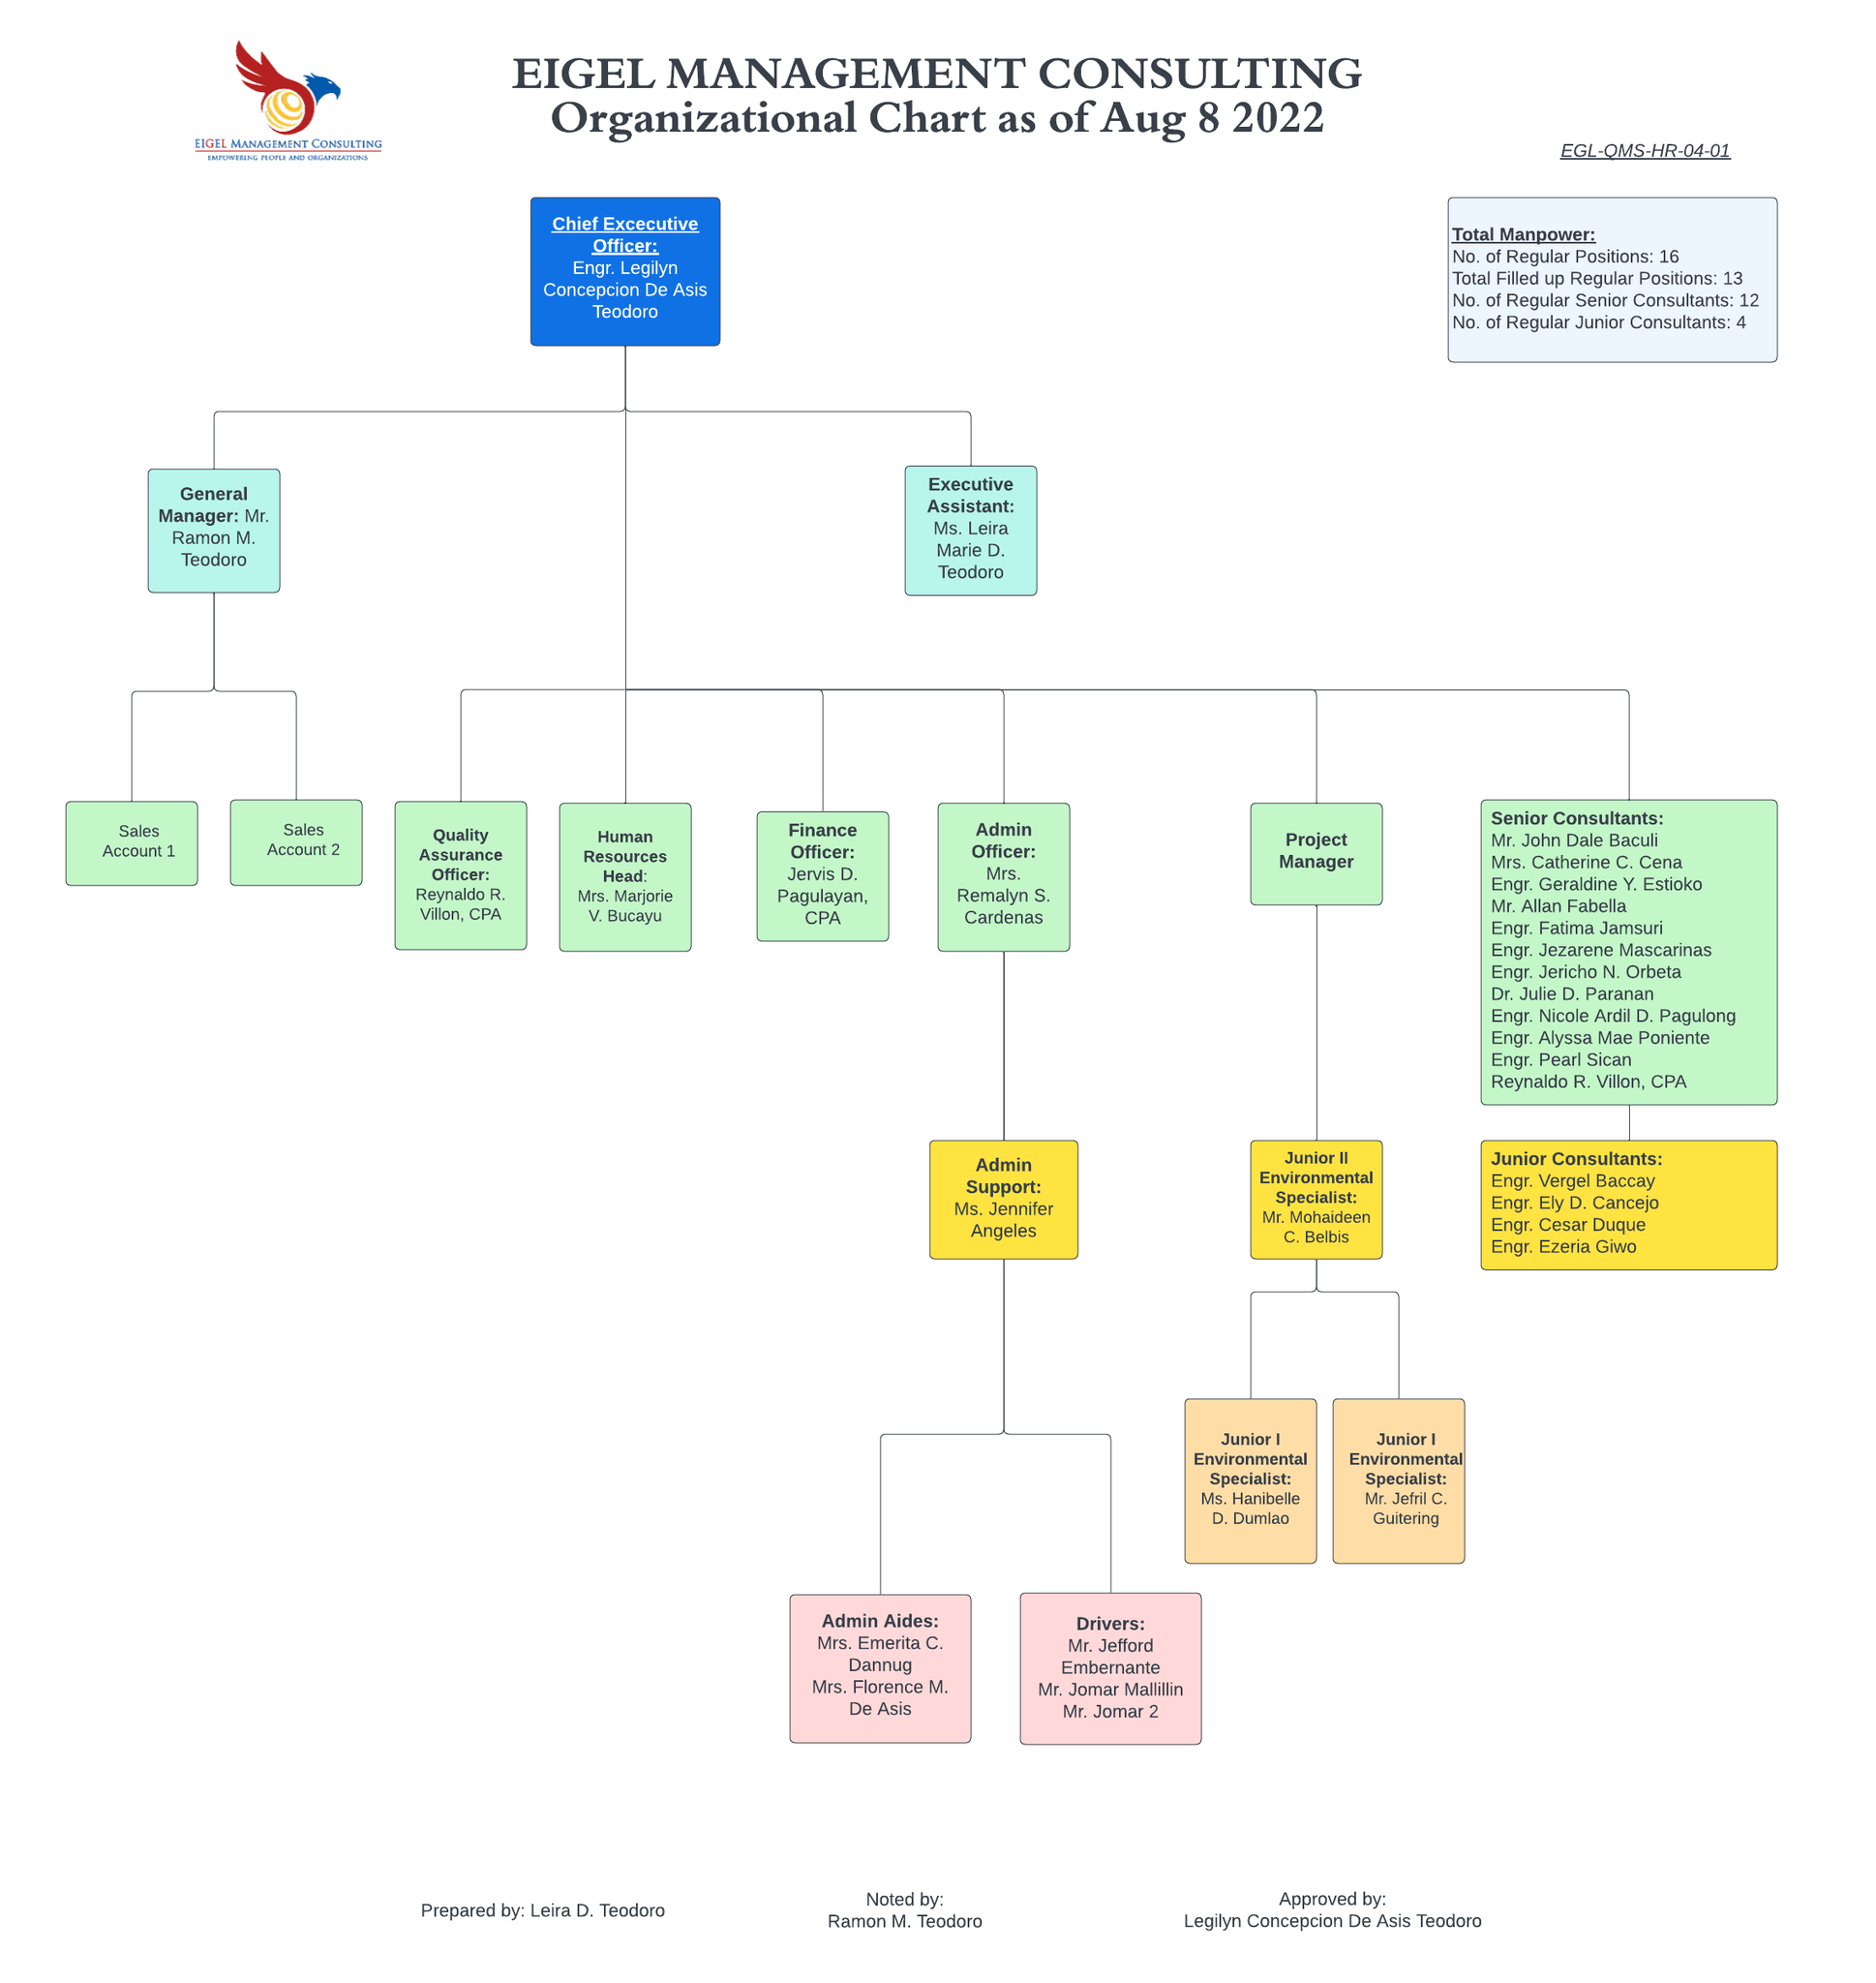 EIGEL MANAGEMENT CONSULTING
Organizational Chart as of Aug 8 2022
EIGEL MANAGEMENT CONSULTING
EMPOWERING PEOPLE AND ORGANIZATIONS
EGL-QMS-HR-04-01
Chief Excecutive
Officer:
Engr. Legilyn
Concepcion De Asis
Teodoro
Total Manpower:
No. of Regular Positions: 16
Total Filled up Regular Positions: 13
No. of Regular Senior Consultants: 12
No. of Regular Junior Consultants: 4
General
Manager: Mr.
Ramon M.
Teodoro
Executive
Assistant:
Ms. Leira
Marie D.
Teodoro
Sales
Account 1
Sales
Account 2
Quality
Assurance
Officer:
Reynaldo R.
Villon, CPA
Human
Resources
Head:
Mrs. Marjorie
V. Bucayu
Finance
Officer:
Jervis D.
Pagulayan,
CPA
Admin
Officer:
Mrs.
Remalyn S.
Cardenas
Project
Manager
Senior Consultants:
Mr. John Dale Baculi
Mrs. Catherine C. Cena
Engr. Geraldine Y. Estioko
Mr. Allan Fabella
Engr. Fatima Jamsuri
Engr. Jezarene Mascarinas
Engr. Jericho N. Orbeta
Dr. Julie D. Paranan
Engr. Nicole Ardil D. Pagulong
Engr. Alyssa Mae Poniente
Engr. Pearl Sican
Reynaldo R. Villon, CPA
Admin
Support:
Ms. Jennifer
Angeles
Junior II
Environmental
Specialist:
Mr. Mohaideen
C. Belbis
Junior Consultants:
Engr. Vergel Baccay
Engr. Ely D. Cancejo
Engr. Cesar Duque
Engr. Ezeria Giwo
Junior I
Environmental
Specialist:
Ms. Hanibelle
D. Dumlao
Junior I
Environmental
Specialist:
Mr. Jefril C.
Guitering
Admin Aides:
Mrs. Emerita C.
Dannug
Mrs. Florence M.
De Asis
Drivers:
Mr. Jefford
Embernante
Mr. Jomar Mallillin
Mr. Jomar 2
Prepared by: Leira D. Teodoro
Noted by:
Ramon M. Teodoro
Approved by:
Legilyn Concepcion De Asis Teodoro